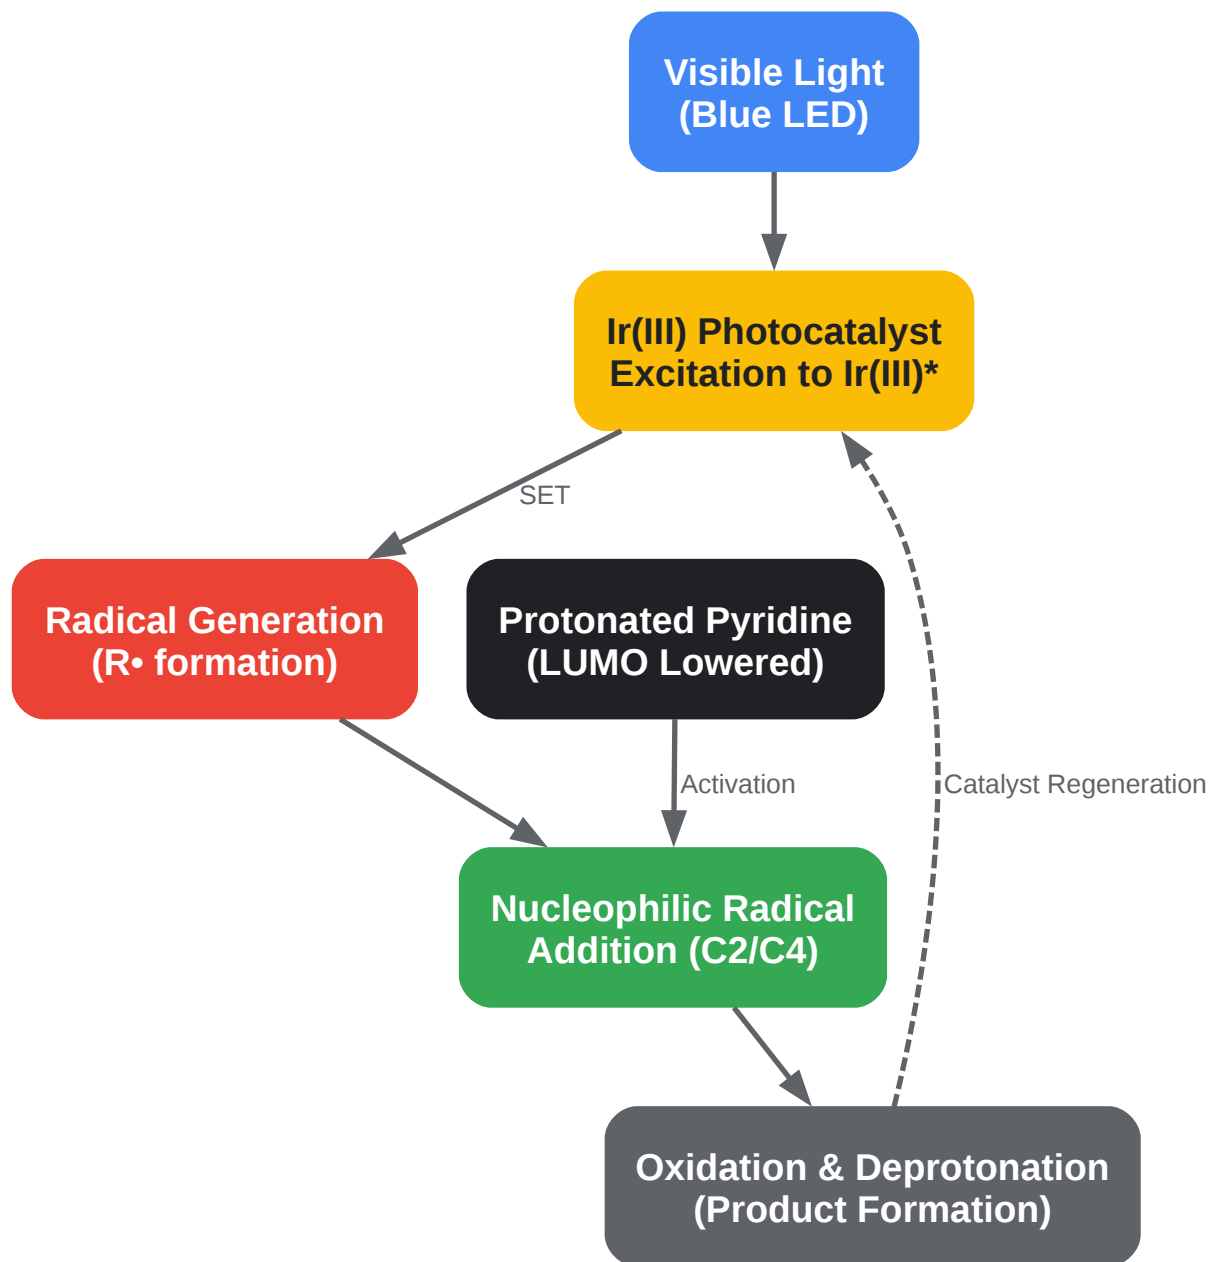 Visible Light
(Blue LED)
Ir(III) Photocatalyst
Excitation to Ir(III)*
SET
Radical Generation
(R• formation)
Protonated Pyridine
(LUMO Lowered)
Activation
Catalyst Regeneration
Nucleophilic Radical
Addition (C2/C4)
Oxidation & Deprotonation
(Product Formation)